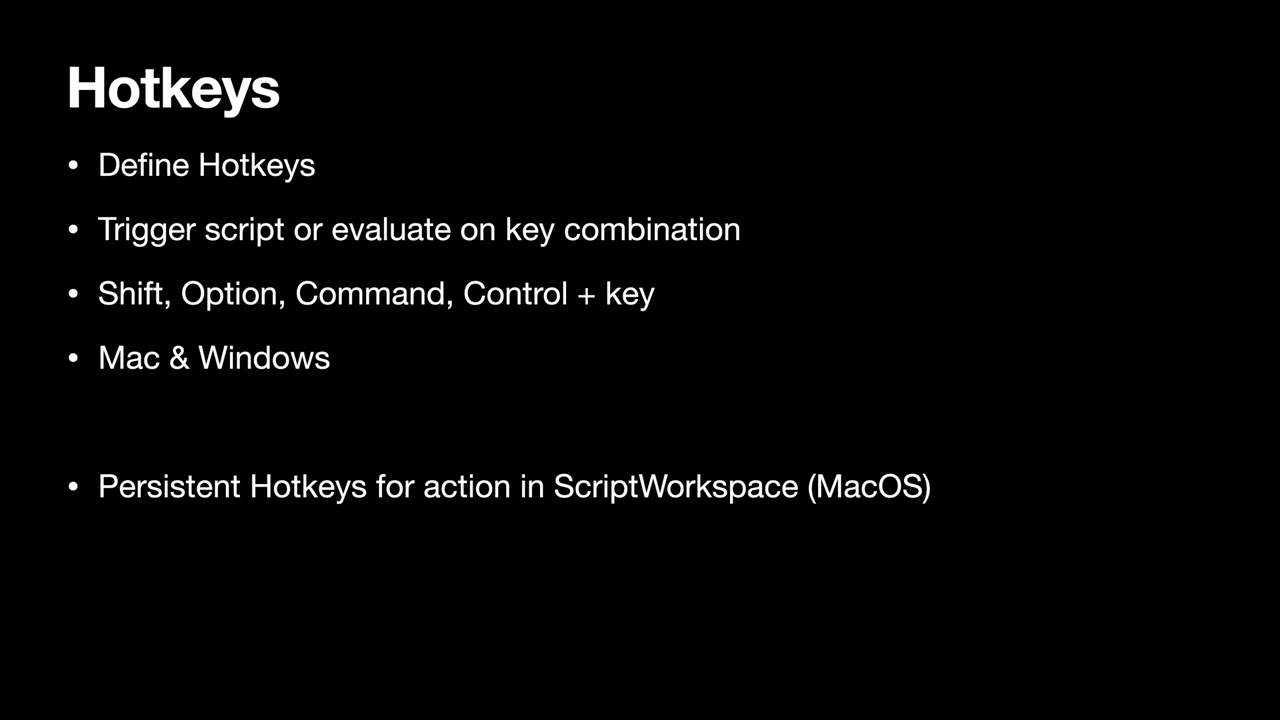 Hotkeys
• Define Hotkeys
• Trigger script or evaluate on key combination
• Shift, Option, Command, Control + key
• Mac & Windows
• Persistent Hotkeys for action in ScriptWorkspace (MacOS)